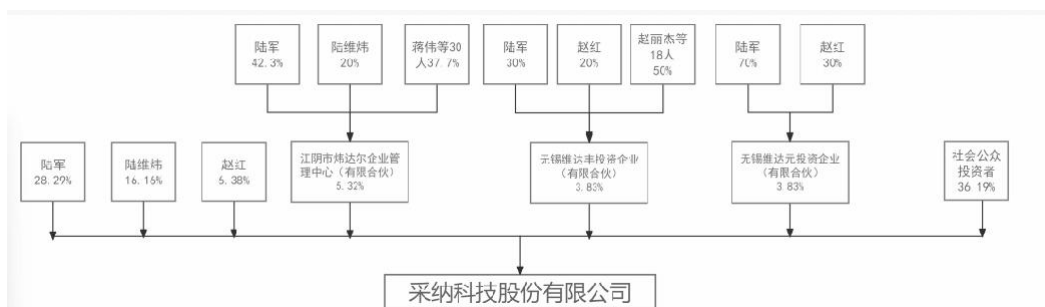 陆军
42.3%
陆维炜
20%
蒋伟等30
人37.7%
陆军
30%
赵红
20%
赵丽杰等
18人
50%
陆军
70%
赵红
30%
陆军
28.29%
陆维炜
16.16%
赵红
6.38%
江阴市炜达尔企业管
理中心（有限合伙）
5.32%
无锡维达丰投资企业
（有限合伙）
3.83%
无锡维达元投资企业
（有限合伙）
3.83%
社会公众
投资者
36.19%
采纳科技股份有限公司